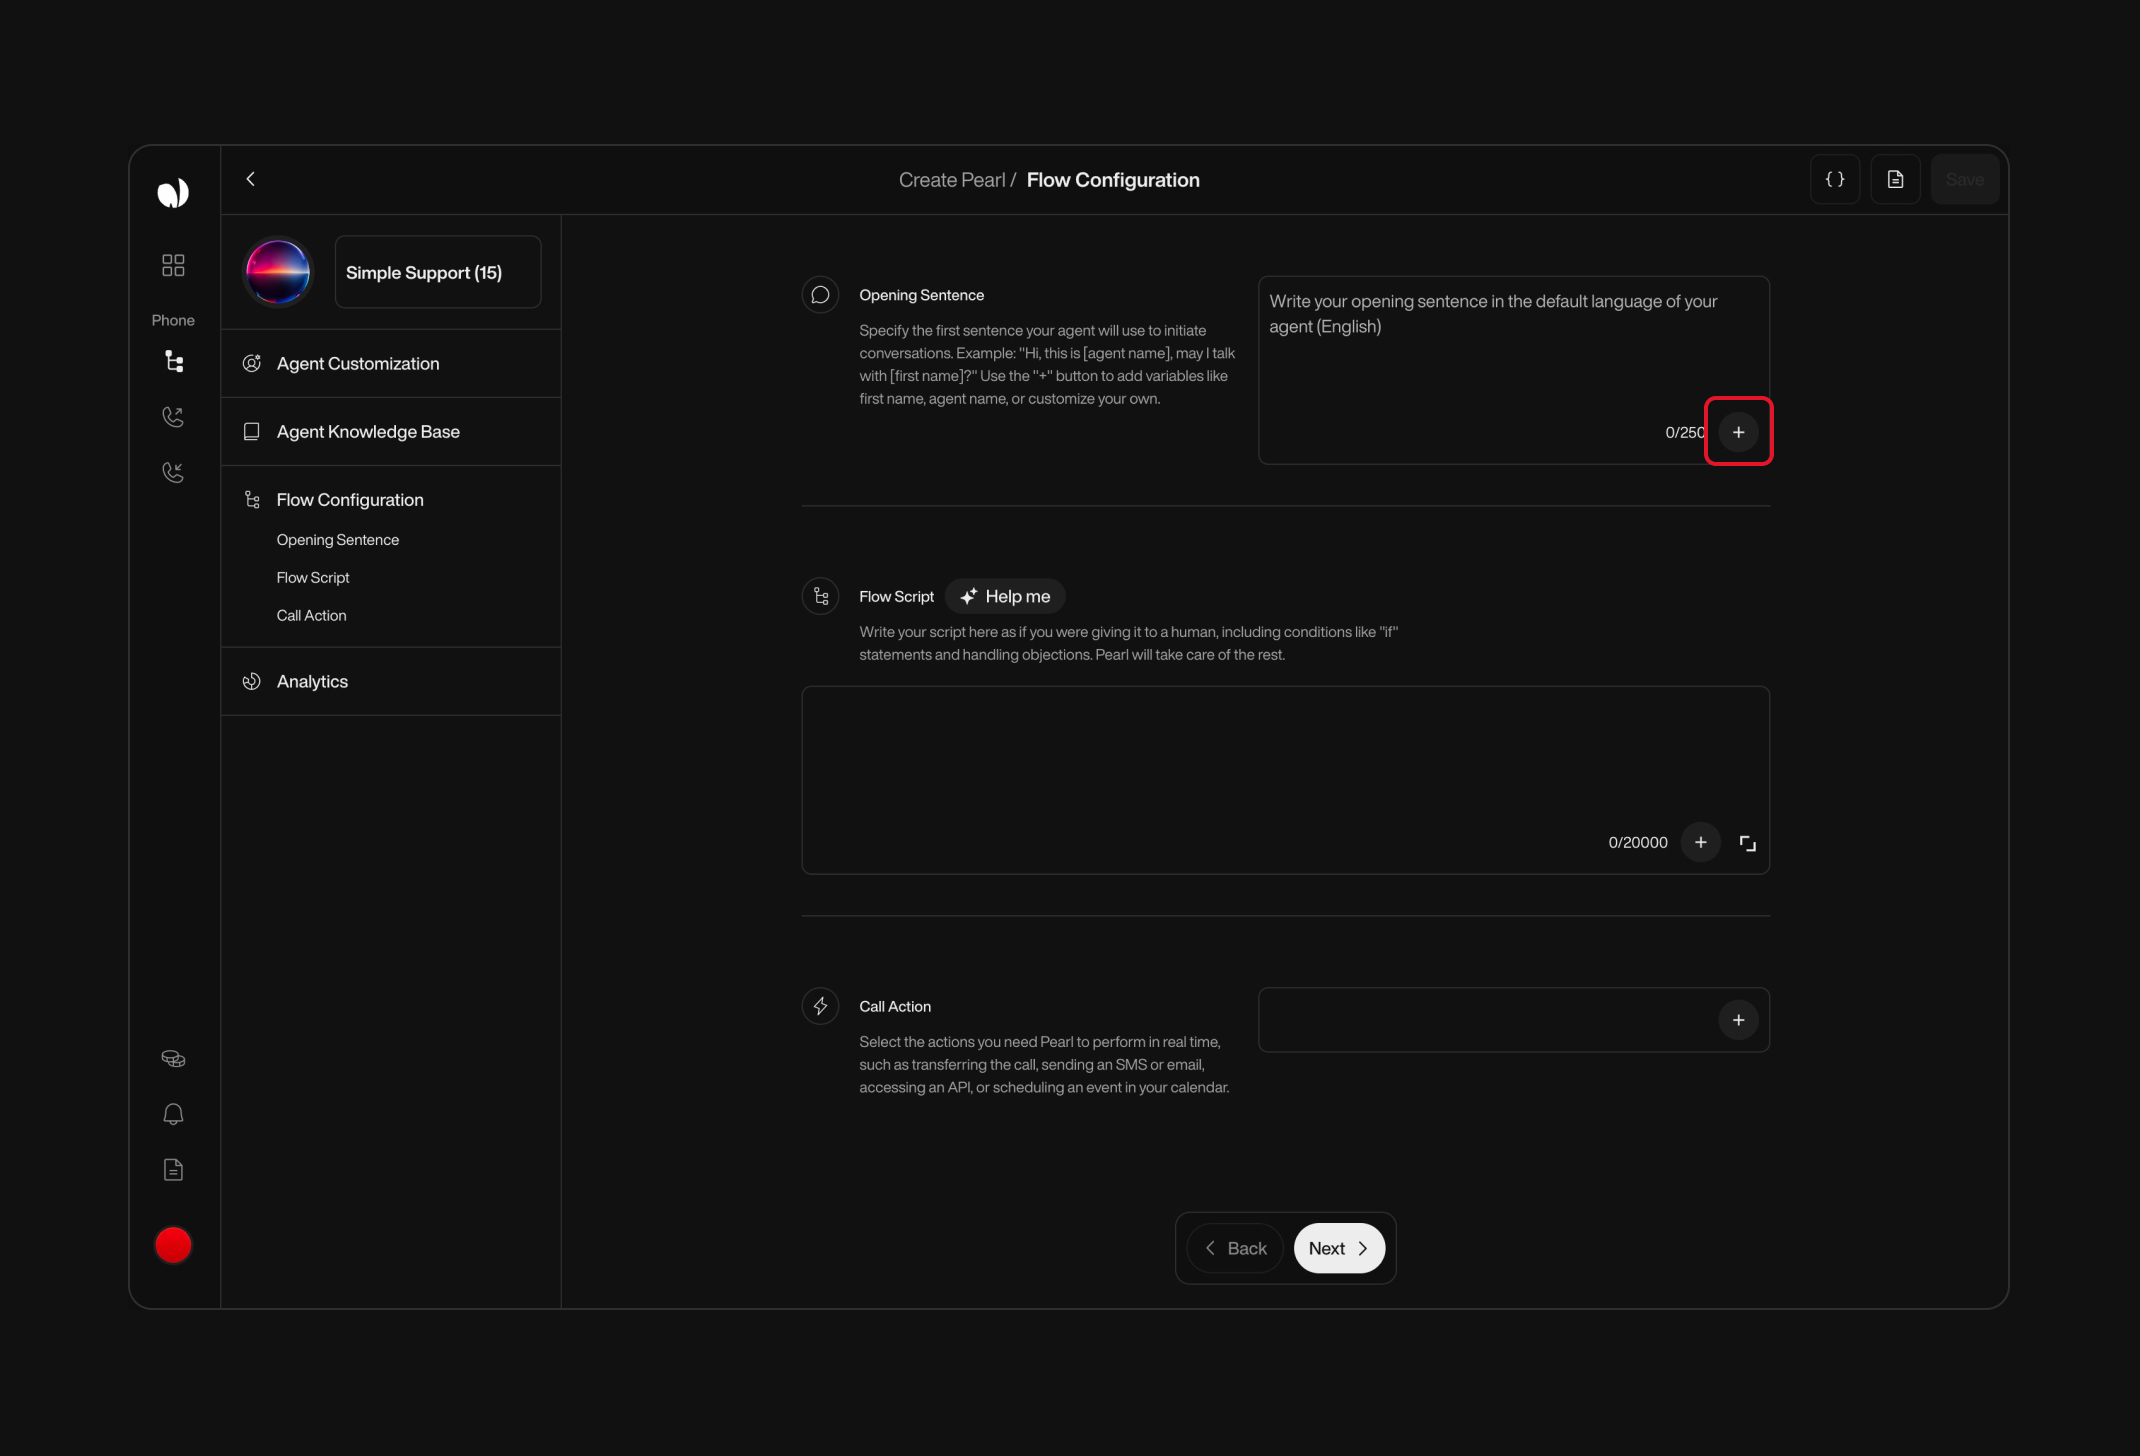 Create Pearl / Flow Configuration
{ }
Save
Phone
Simple Support (15)
Agent Customization
Agent Knowledge Base
Flow Configuration
Opening Sentence
Flow Script
Call Action
Analytics
Opening Sentence
Specify the first sentence your agent will use to initiate
conversations. Example: "Hi, this is [agent name], may I talk
with [first name]?" Use the "+" button to add variables like
first name, agent name, or customize your own.
Write your opening sentence in the default language of your
agent (English)
0/250
Flow Script
Help me
Write your script here as if you were giving it to a human, including conditions like "if"
statements and handling objections. Pearl will take care of the rest.
0/20000
Call Action
Select the actions you need Pearl to perform in real time,
such as transferring the call, sending an SMS or email,
accessing an API, or scheduling an event in your calendar.
Back
Next